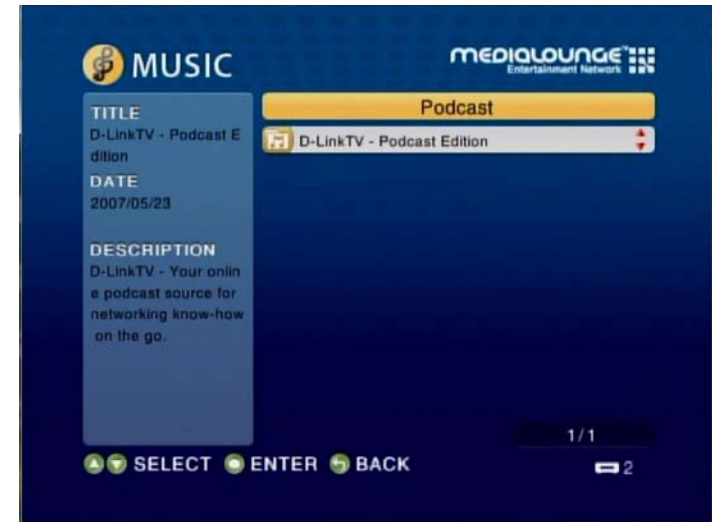 MUSIC
MEDIALOUNGE™
Entertainment Network
TITLE
D-LinkTV - Podcast E
dition
DATE
2007/05/23
DESCRIPTION
D-LinkTV - Your onlin
e podcast source for
networking know-how
on the go.
Podcast
D-LinkTV - Podcast Edition
1/1
SELECT ENTER BACK
2